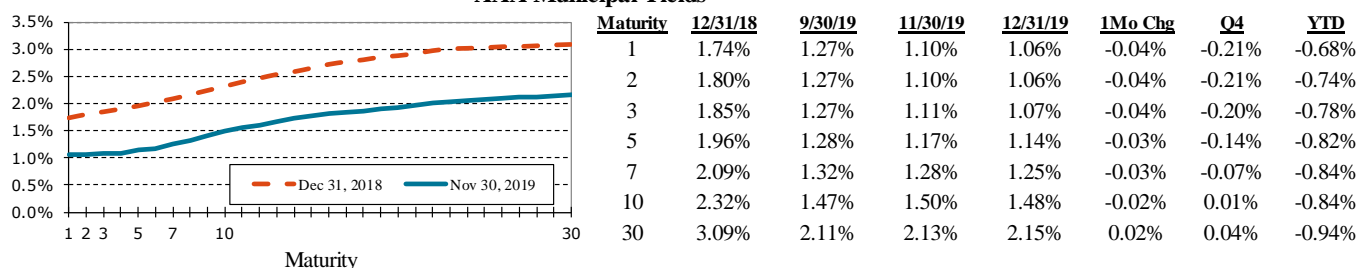 AAA Municipal Yields
3.5%
3.0%
2.5%
2.0%
1.5%
1.0%
0.5%
0.0%
Dec 31, 2018 Nov 30, 2019
1 2 3 5 7 10 30
Maturity
Maturity 12/31/18 9/30/19 11/30/19 12/31/19 1Mo Chg Q4 YTD
1 1.74% 1.27% 1.10% 1.06% -0.04% -0.21% -0.68%
2 1.80% 1.27% 1.10% 1.06% -0.04% -0.21% -0.74%
3 1.85% 1.27% 1.11% 1.07% -0.04% -0.20% -0.78%
5 1.96% 1.28% 1.17% 1.14% -0.03% -0.14% -0.82%
7 2.09% 1.32% 1.28% 1.25% -0.03% -0.07% -0.84%
10 2.32% 1.47% 1.50% 1.48% -0.02% 0.01% -0.84%
30 3.09% 2.11% 2.13% 2.15% 0.02% 0.04% -0.94%